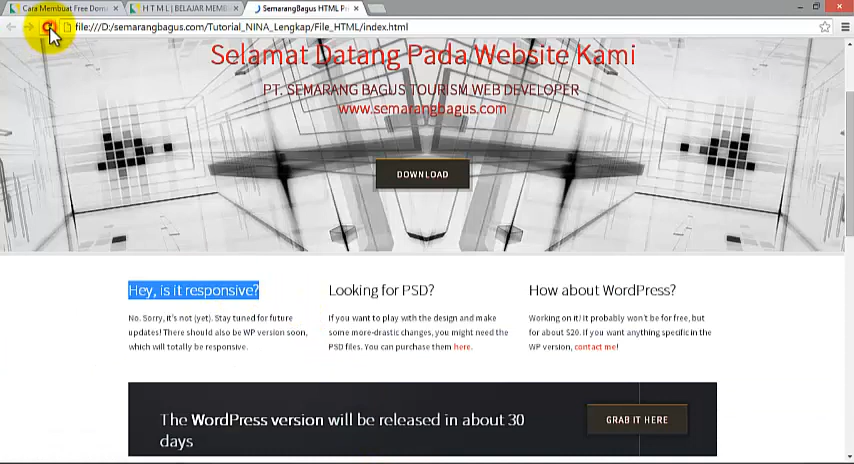 Cara Membuat Free Doma
H T M L | BELAJAR MEMB
SemarangBagus HTML Pr
file:///D:/semarangbagus.com/Tutorial_NINA_Lengkap/File_HTML/index.html
Selamat Datang Pada Website Kami
PT. SEMARANG BAGUS TOURISM WEB DEVELOPER
www.semarangbagus.com
DOWNLOAD
Hey, is it responsive?
No. Sorry, it's not (yet). Stay tuned for future
updates! There should also be WP version soon,
which will totally be responsive.
Looking for PSD?
If you want to play with the design and make
some more-drastic changes, you might need the
PSD files. You can purchase them here.
How about WordPress?
Working on it! It probably won't be for free, but
for about $20. If you want anything specific in the
WP version, contact me!
The WordPress version will be released in about 30
days
GRAB IT HERE